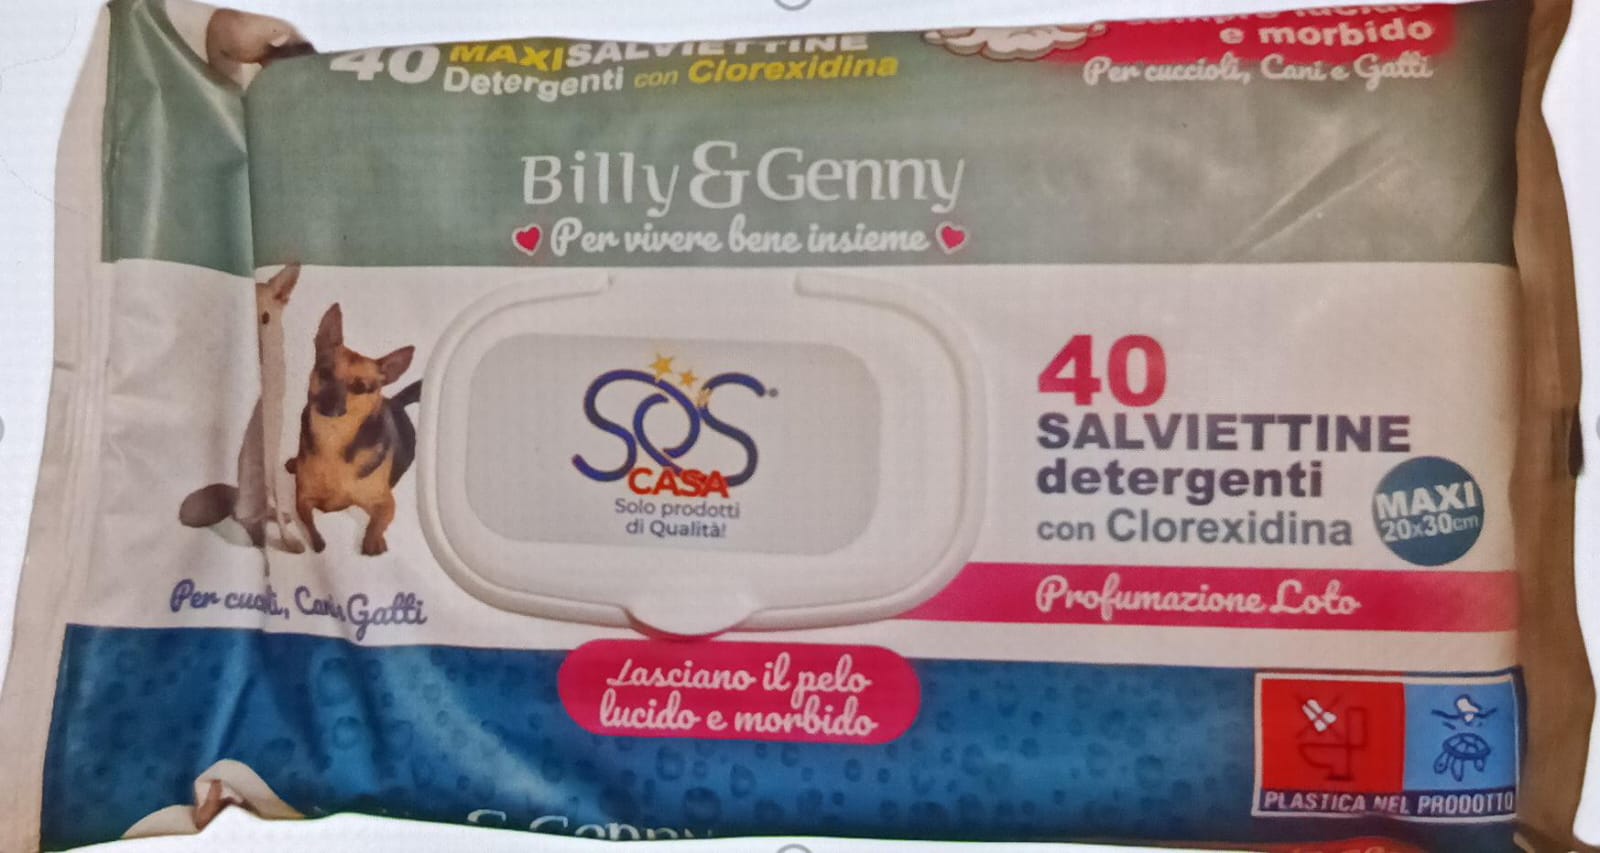 40 MAXISALVIETTINE
Detergenti con Clorexidina
e morbido
Per cuccioli, Cani e Gatti
Billy & Genny
Per vivere bene insieme
SOS
CASA
Solo prodotti
di Qualità!
40
SALVIETTINE
detergenti
con Clorexidina
MAXI
20x30cm
Profumazione Loto
Gatti
Lasciano il pelo
lucido e morbido
PLASTICA NEL PRODOTTO